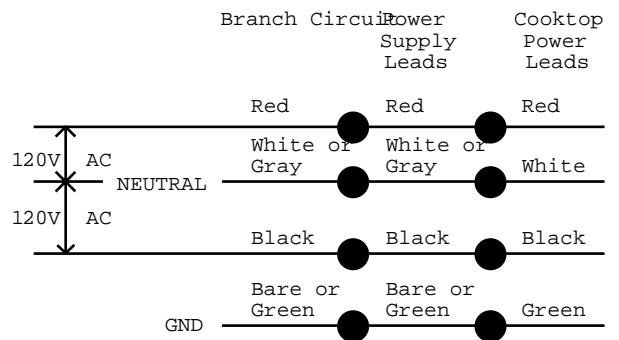 Branch Circuit Power Supply Leads Cooktop Power Leads
Red Red Red
120V AC
White or Gray White or Gray White
NEUTRAL
120V AC
Black Black Black
Bare or Green Bare or Green Green
GND